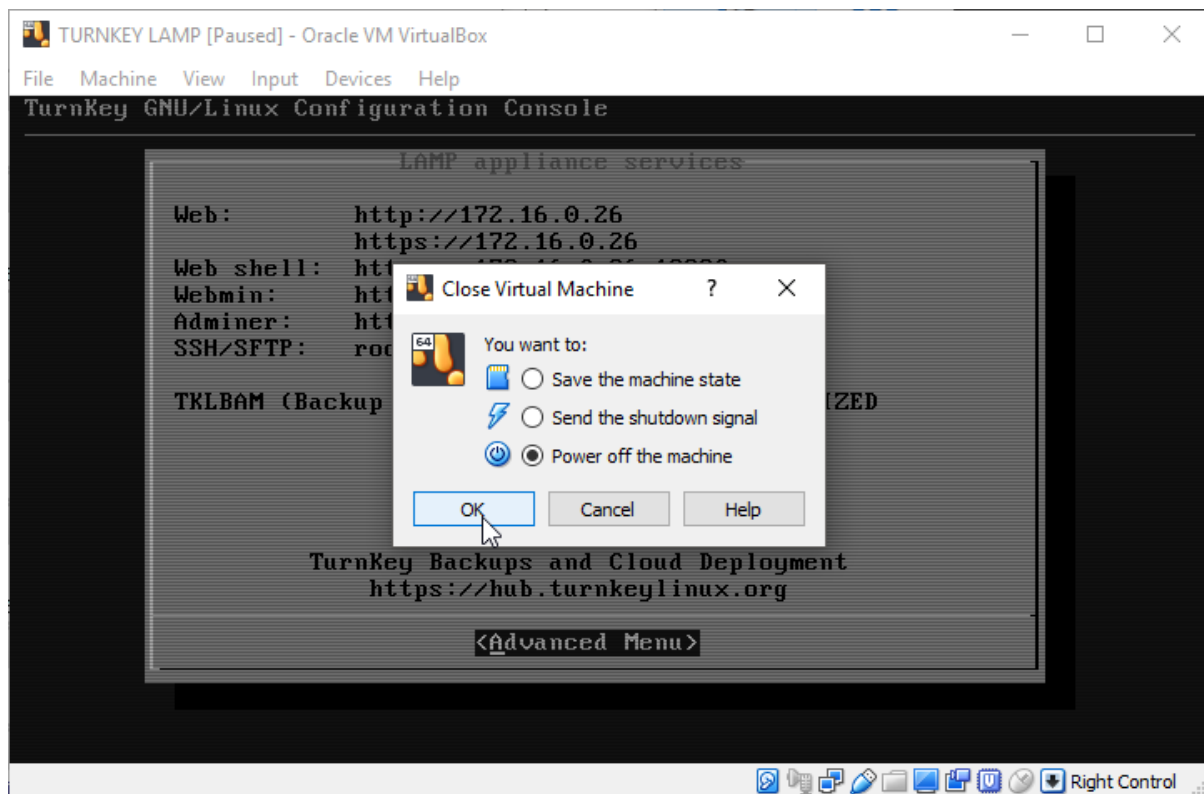 TURNKEY LAMP [Paused] - Oracle VM VirtualBox
File Machine View Input Devices Help
TurnKey GNU/Linux Configuration Console
LAMP appliance services
Web: http://172.16.0.26
https://172.16.0.26
Web shell:
Webmin:
Adminer:
SSH/SFTP:
TKLBAM (Backup
Close Virtual Machine ?
64
You want to:
Save the machine state
Send the shutdown signal
Power off the machine
OK Cancel Help
TurnKey Backups and Cloud Deployment
https://hub.turnkeylinux.org
<Advanced Menu>
Right Control